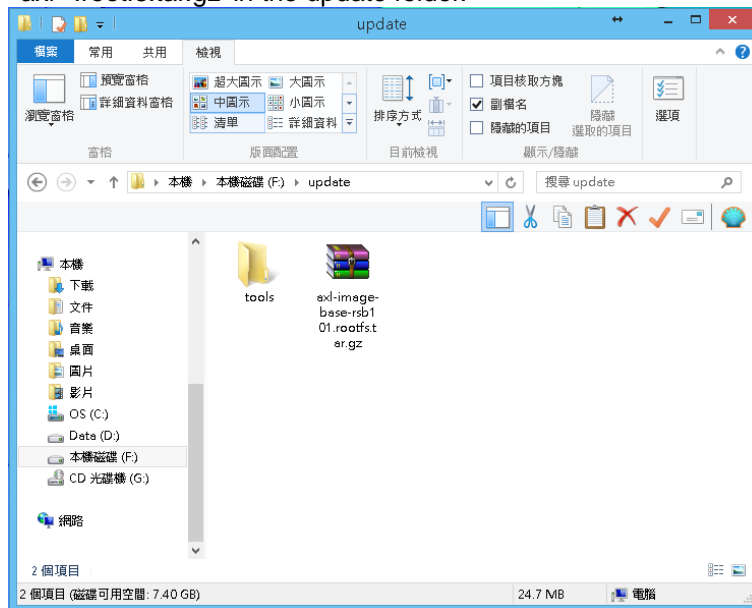 in the update folder.
update
檔案 常用 共用 檢視
瀏覽窗格
預覽窗格
詳細資料窗格
窗格
超大圖示 大圖示
中圖示 小圖示
清單 詳細資料
版面配置
排序方式
目前檢視
項目核取方塊
副檔名
隱藏的項目
隱藏
選取的項目
顯示/隱藏
選項
本機 本機磁碟 (F:) update
搜尋 update
本機
下載
文件
音樂
桌面
圖片
影片
OS (C:)
Data (D:)
本機磁碟 (F:)
CD 光碟機 (G:)
網路
tools
axl-image-
base-rsb1
01.rootfs.t
ar.gz
2 個項目
2 個項目 (磁碟可用空間: 7.40 GB)
24.7 MB
電腦